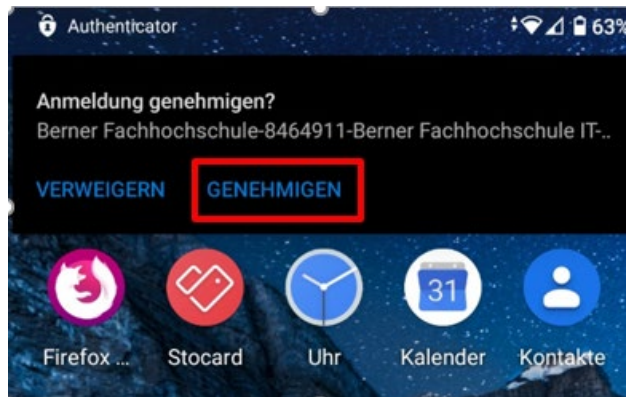 Authenticator 63%
Anmeldung genehmigen?
Berner Fachhochschule-8464911-Berner Fachhochschule IT-..
VERWEIGERN GENEHMIGEN
31
Firefox ... Stocard Uhr Kalender Kontakte